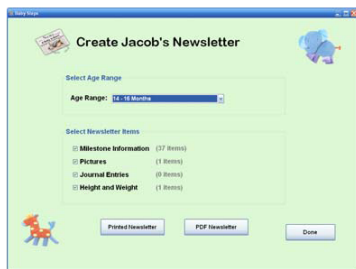 Baby Steps
Create Jacob's Newsletter
Select Age Range
Age Range: 14 - 16 Months
Select Newsletter Items
Milestone Information (37 items)
Pictures (1 items)
Journal Entries (0 items)
Height and Weight (1 items)
Printed Newsletter
PDF Newsletter
Done